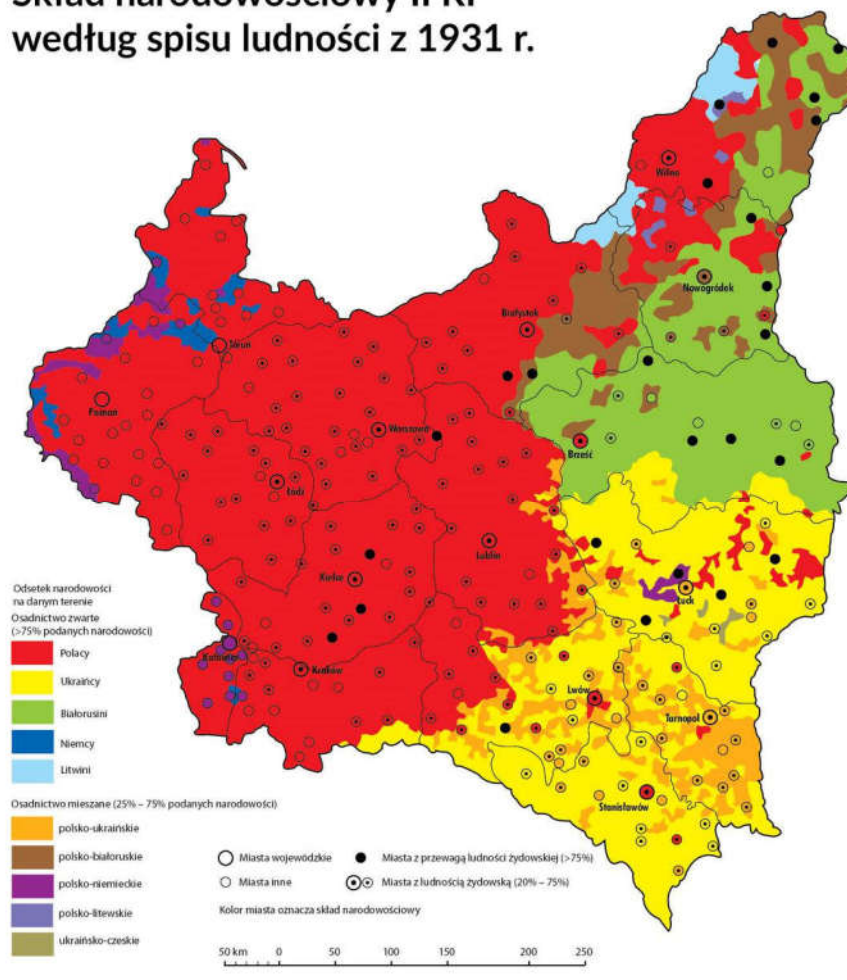 Skład narodowościowy II RP
według spisu ludności z 1931 r.
Wilno
Nowogródek
Białystok
Toruń
Poznań
Warszawa
Brześć
Łódź
Lublin
Kielce
Łuck
Katowice
Kraków
Lwów
Tarnopol
Stanisławów
Odsetek narodowości
na danym terenie
Osadnictwo zwarte
(>75% podanych narodowości)
Polacy
Ukraińcy
Białorusini
Niemcy
Litwini
Osadnictwo mieszane (25% – 75% podanych narodowości)
polsko-ukraińskie
polsko-białoruskie
polsko-niemieckie
polsko-litewskie
ukraińsko-czeskie
Miasta wojewódzkie
Miasta z przewagą ludności żydowskiej (>75%)
Miasta inne
Miasta z ludnością żydowską (20% – 75%)
Kolor miasta oznacza skład narodowościowy
50 km 0 50 100 150 200 250